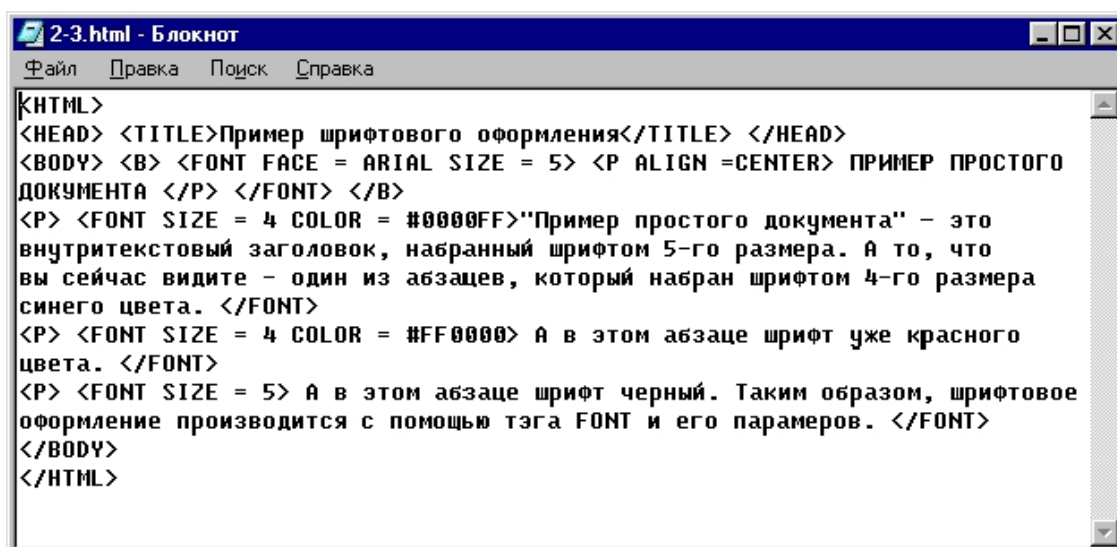 2-3.html - Блокнот
Файл Правка Поиск Справка
<HTML>
<HEAD> <TITLE>Пример шрифтового оформления</TITLE> </HEAD>
<BODY> <B> <FONT FACE = ARIAL SIZE = 5> <P ALIGN =CENTER> ПРИМЕР ПРОСТОГО
ДОКУМЕНТА </P> </FONT> </B>
<P> <FONT SIZE = 4 COLOR = #0000FF>"Пример простого документа" – это
внутритекстовый заголовок, набранный шрифтом 5-го размера. А то, что
вы сейчас видите – один из абзацев, который набран шрифтом 4-го размера
синего цвета. </FONT>
<P> <FONT SIZE = 4 COLOR = #FF0000> А в этом абзаце шрифт уже красного
цвета. </FONT>
<P> <FONT SIZE = 5> А в этом абзаце шрифт черный. Таким образом, шрифтовое
оформление производится с помощью тэга FONT и его парамеров. </FONT>
</BODY>
</HTML>